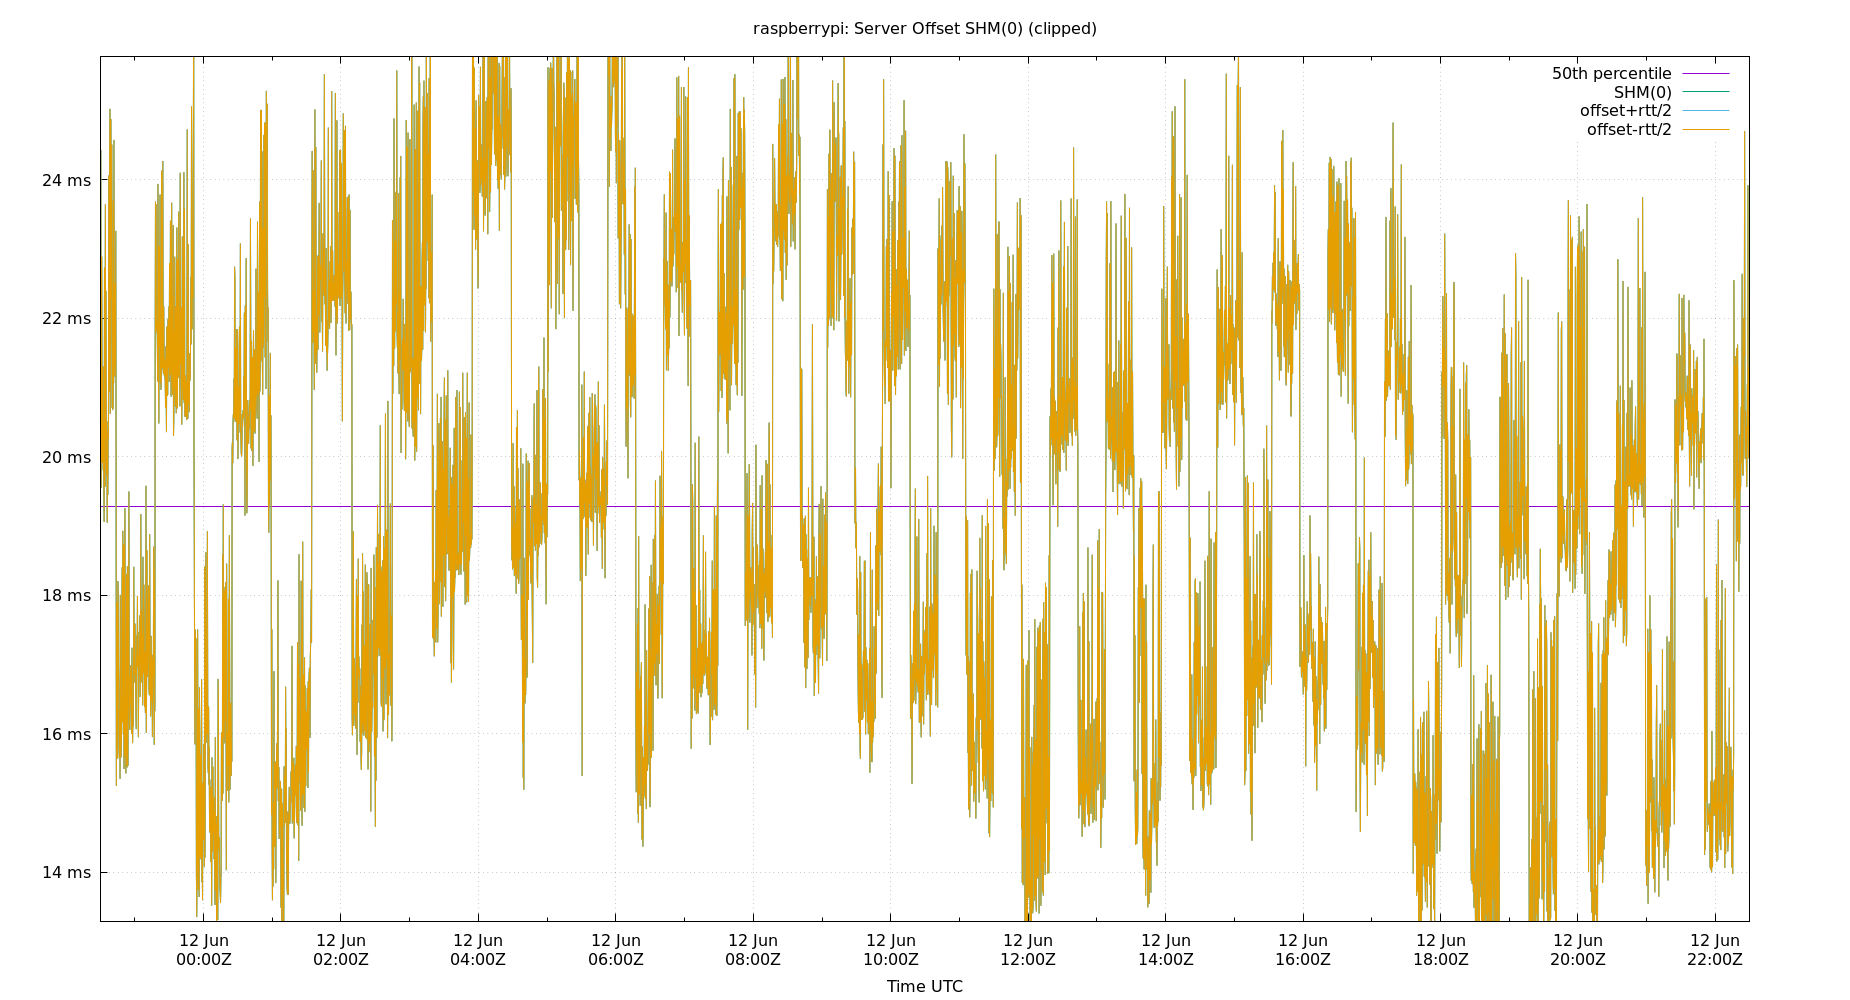 raspberrypi: Server Offset SHM(0) (clipped)
50th percentile
SHM(0)
offset+rtt/2
offset-rtt/2
24 ms
22 ms
20 ms
18 ms
16 ms
14 ms
12 Jun 12 Jun 12 Jun 12 Jun 12 Jun 12 Jun 12 Jun 12 Jun 12 Jun 12 Jun 12 Jun 12 Jun
00:00Z 02:00Z 04:00Z 06:00Z 08:00Z 10:00Z 12:00Z 14:00Z 16:00Z 18:00Z 20:00Z 22:00Z
Time UTC